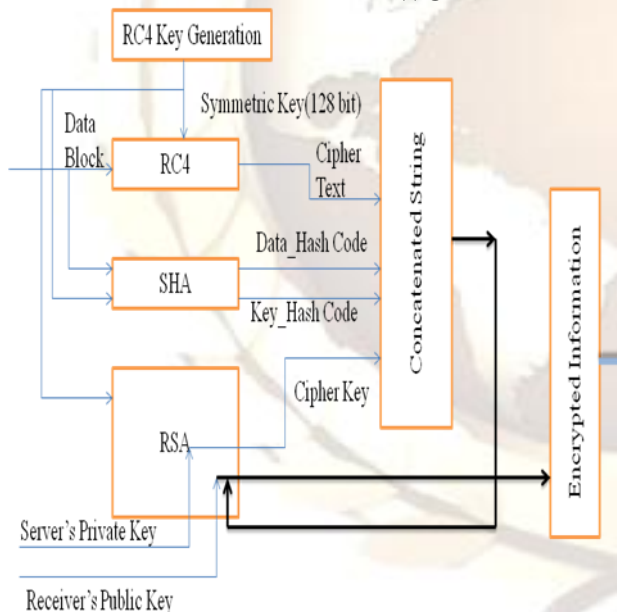 RC4 Key Generation
Symmetric Key(128 bit)
Data
Block
RC4
Cipher
Text
Data_Hash Code
SHA
Key_Hash Code
Concatenated String
Cipher Key
RSA
Encrypted Information
Server's Private Key
Receiver's Public Key